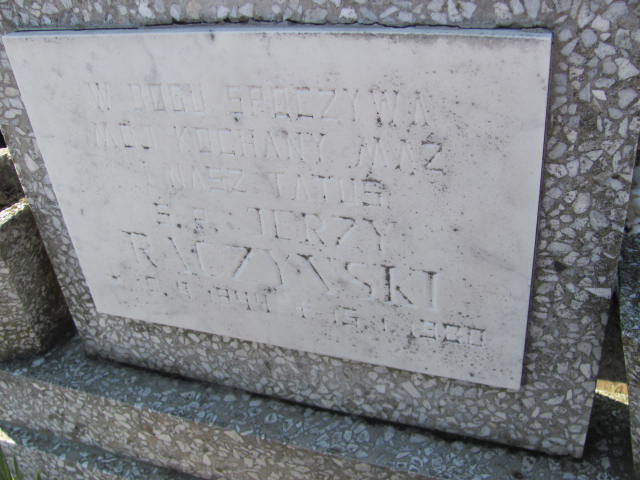 W BOGU SPOCZYWA
MÓJ KOCHANY MĄŻ
I NASZ TATUŚ
Ś.P. JERZY
RACZYŃSKI